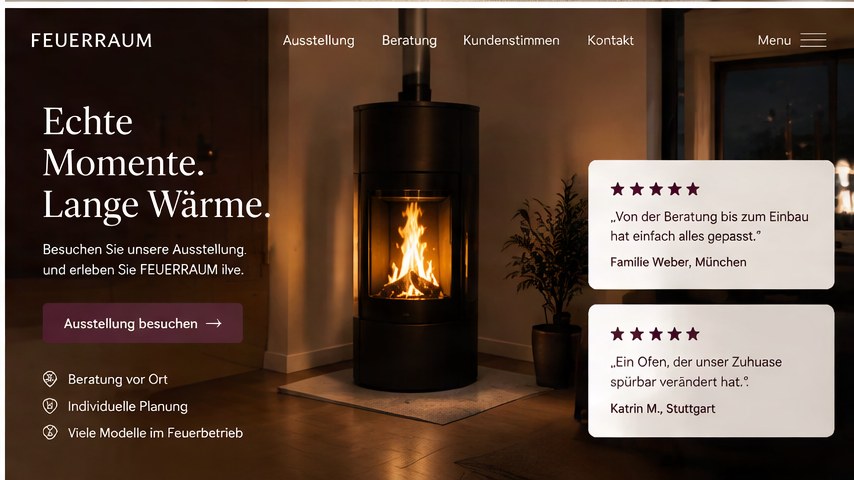 FEUERRAUM
Ausstellung
Beratung
Kundenstimmen
Kontakt
Menu
Echte
Momente.
Lange Wärme.
Besuchen Sie unsere Ausstellung.
und erleben Sie FEUERRAUM ilve.
Ausstellung besuchen →
Beratung vor Ort
Individuelle Planung
Viele Modelle im Feuerbetrieb
„Von der Beratung bis zum Einbau
hat einfach alles gepasst.”
Familie Weber, München
„Ein Ofen, der unser Zuhuase
spürbar verändert hat.”.
Katrin M., Stuttgart